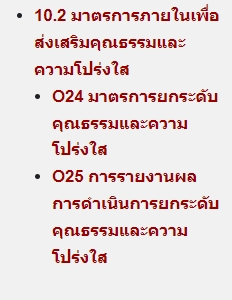 10.2 มาตรการภายในเพื่อ
ส่งเสริมคุณธรรมและ
ความโปร่งใส
O24 มาตรการยกระดับ
คุณธรรมและความ
โปร่งใส
O25 การรายงานผล
การดำเนินการยกระดับ
คุณธรรมและความ
โปร่งใส